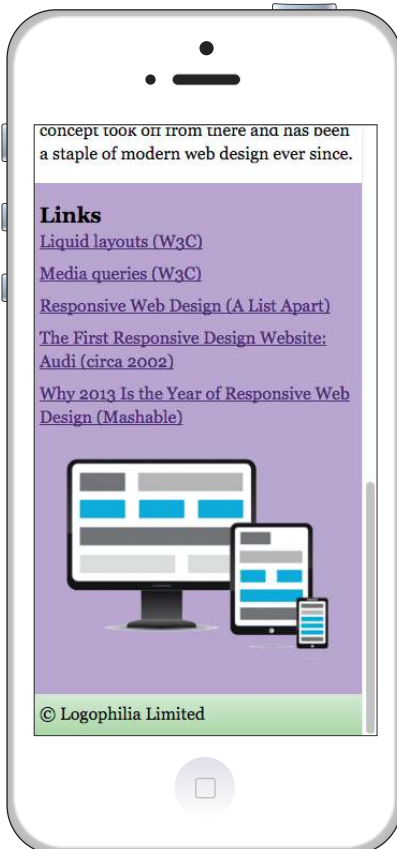 concept took off from there and has been
a staple of modern web design ever since.
Links
Liquid layouts (W3C)
Media queries (W3C)
Responsive Web Design (A List Apart)
The First Responsive Design Website:
Audi (circa 2002)
Why 2013 Is the Year of Responsive Web
Design (Mashable)
© Logophilia Limited